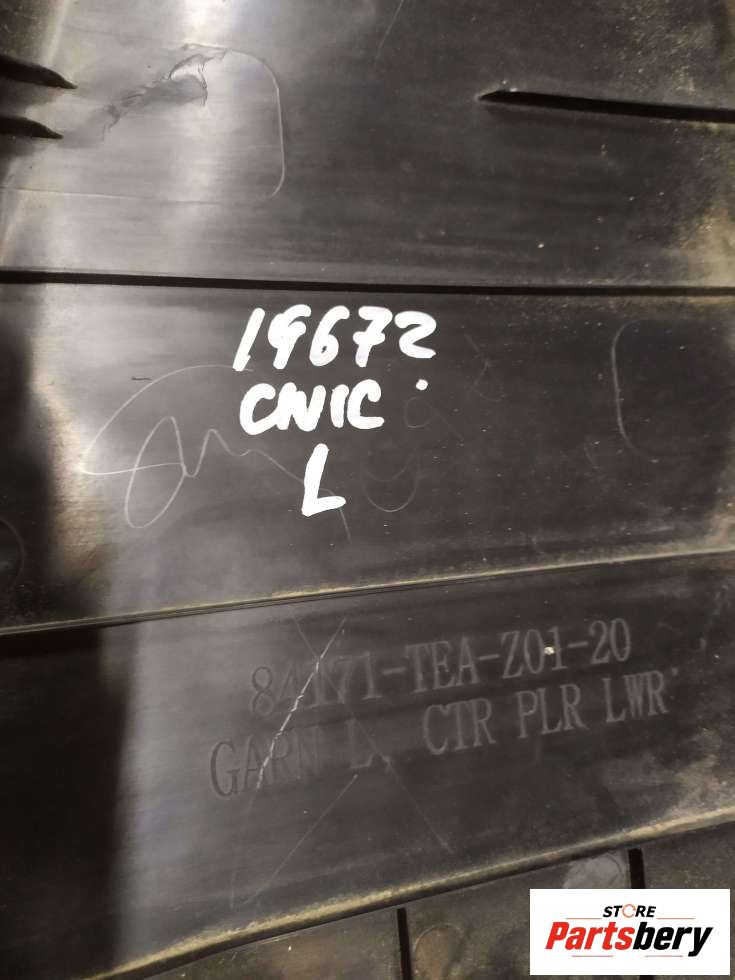 19672
CIVIC
L
84171-TEA-Z01-20
GARN L, CTR PLR LWR
STORE
Partsbery